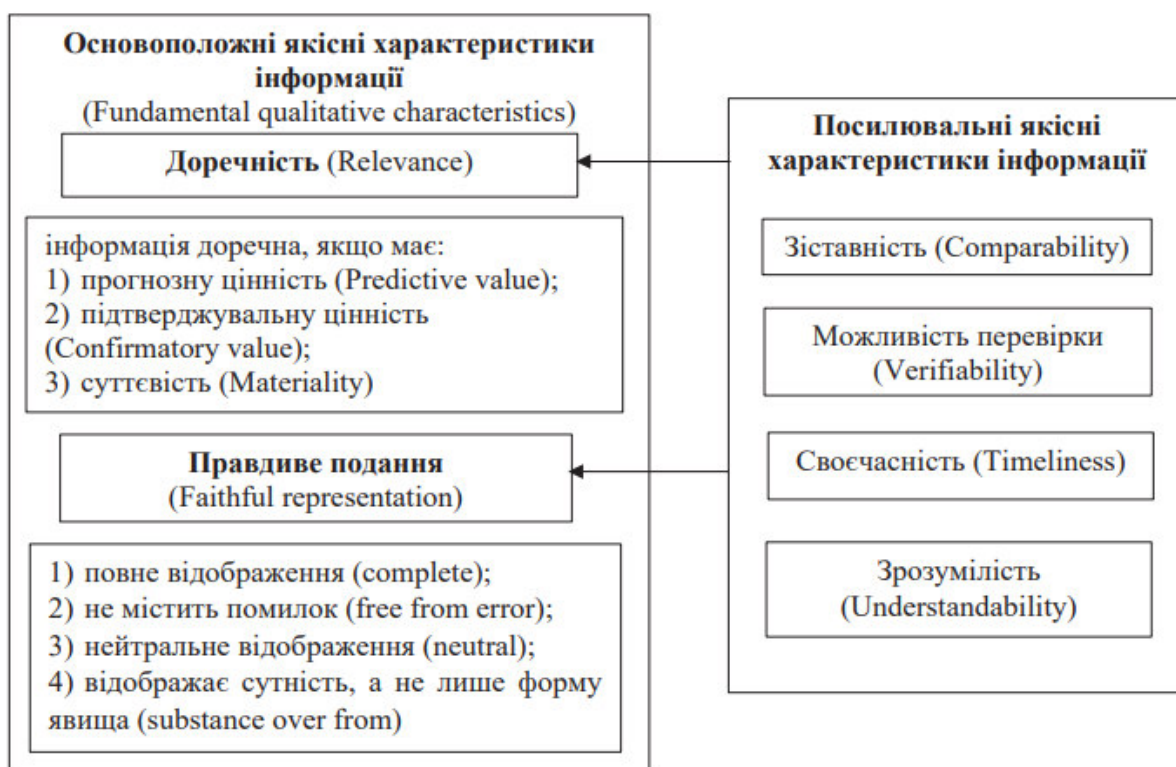 Основоположні якісні характеристики
інформації
(Fundamental qualitative characteristics)
Доречність (Relevance)
інформація доречна, якщо має:
1) прогнозну цінність (Predictive value);
2) підтверджувальну цінність
(Confirmatory value);
3) суттєвість (Materiality)
Правдиве подання
(Faithful representation)
1) повне відображення (complete);
2) не містить помилок (free from error);
3) нейтральне відображення (neutral);
4) відображає сутність, а не лише форму
явища (substance over from)
Посилювальні якісні
характеристики інформації
Зіставність (Comparability)
Можливість перевірки
(Verifiability)
Своєчасність (Timeliness)
Зрозумілість
(Understandability)